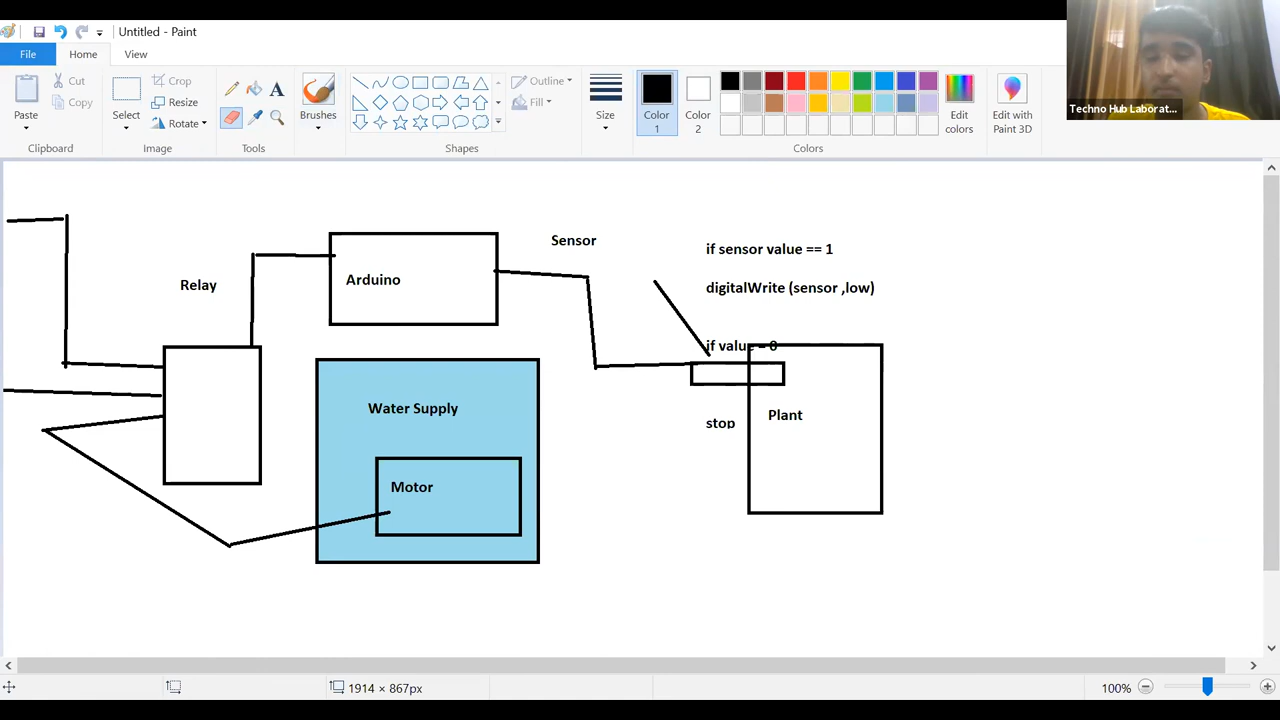 Untitled - Paint
File
Home
View
Paste
Cut
Copy
Clipboard
Select
Crop
Resize
Rotate
Image
Tools
Brushes
Shapes
Outline
Fill
Size
Color
1
Color
2
Edit
colors
Edit with
Paint 3D
Colors
Techno Hub Laborat...
Sensor
if sensor value == 1
Relay
Arduino
digitalWrite (sensor ,low)
if value = 0
Water Supply
Plant
stop
Motor
1914 × 867px
100%